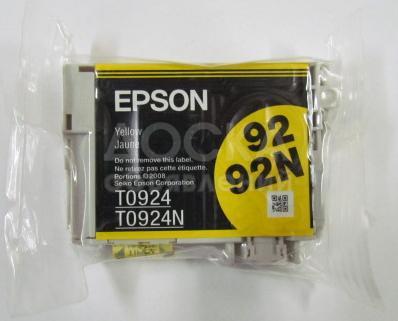 EPSON
Yellow
Jaune
Do not remove this label.
Ne retirez pas cette étiquette.
Portions ©2008
Seiko Epson Corporation
T0924
T0924N
92
92N